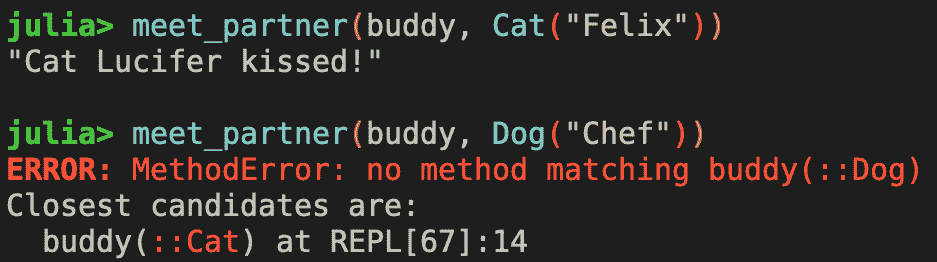 julia> meet_partner(buddy, Cat("Felix"))
"Cat Lucifer kissed!"
julia> meet_partner(buddy, Dog("Chef"))
ERROR: MethodError: no method matching buddy(::Dog)
Closest candidates are:
  buddy(::Cat) at REPL[67]:14